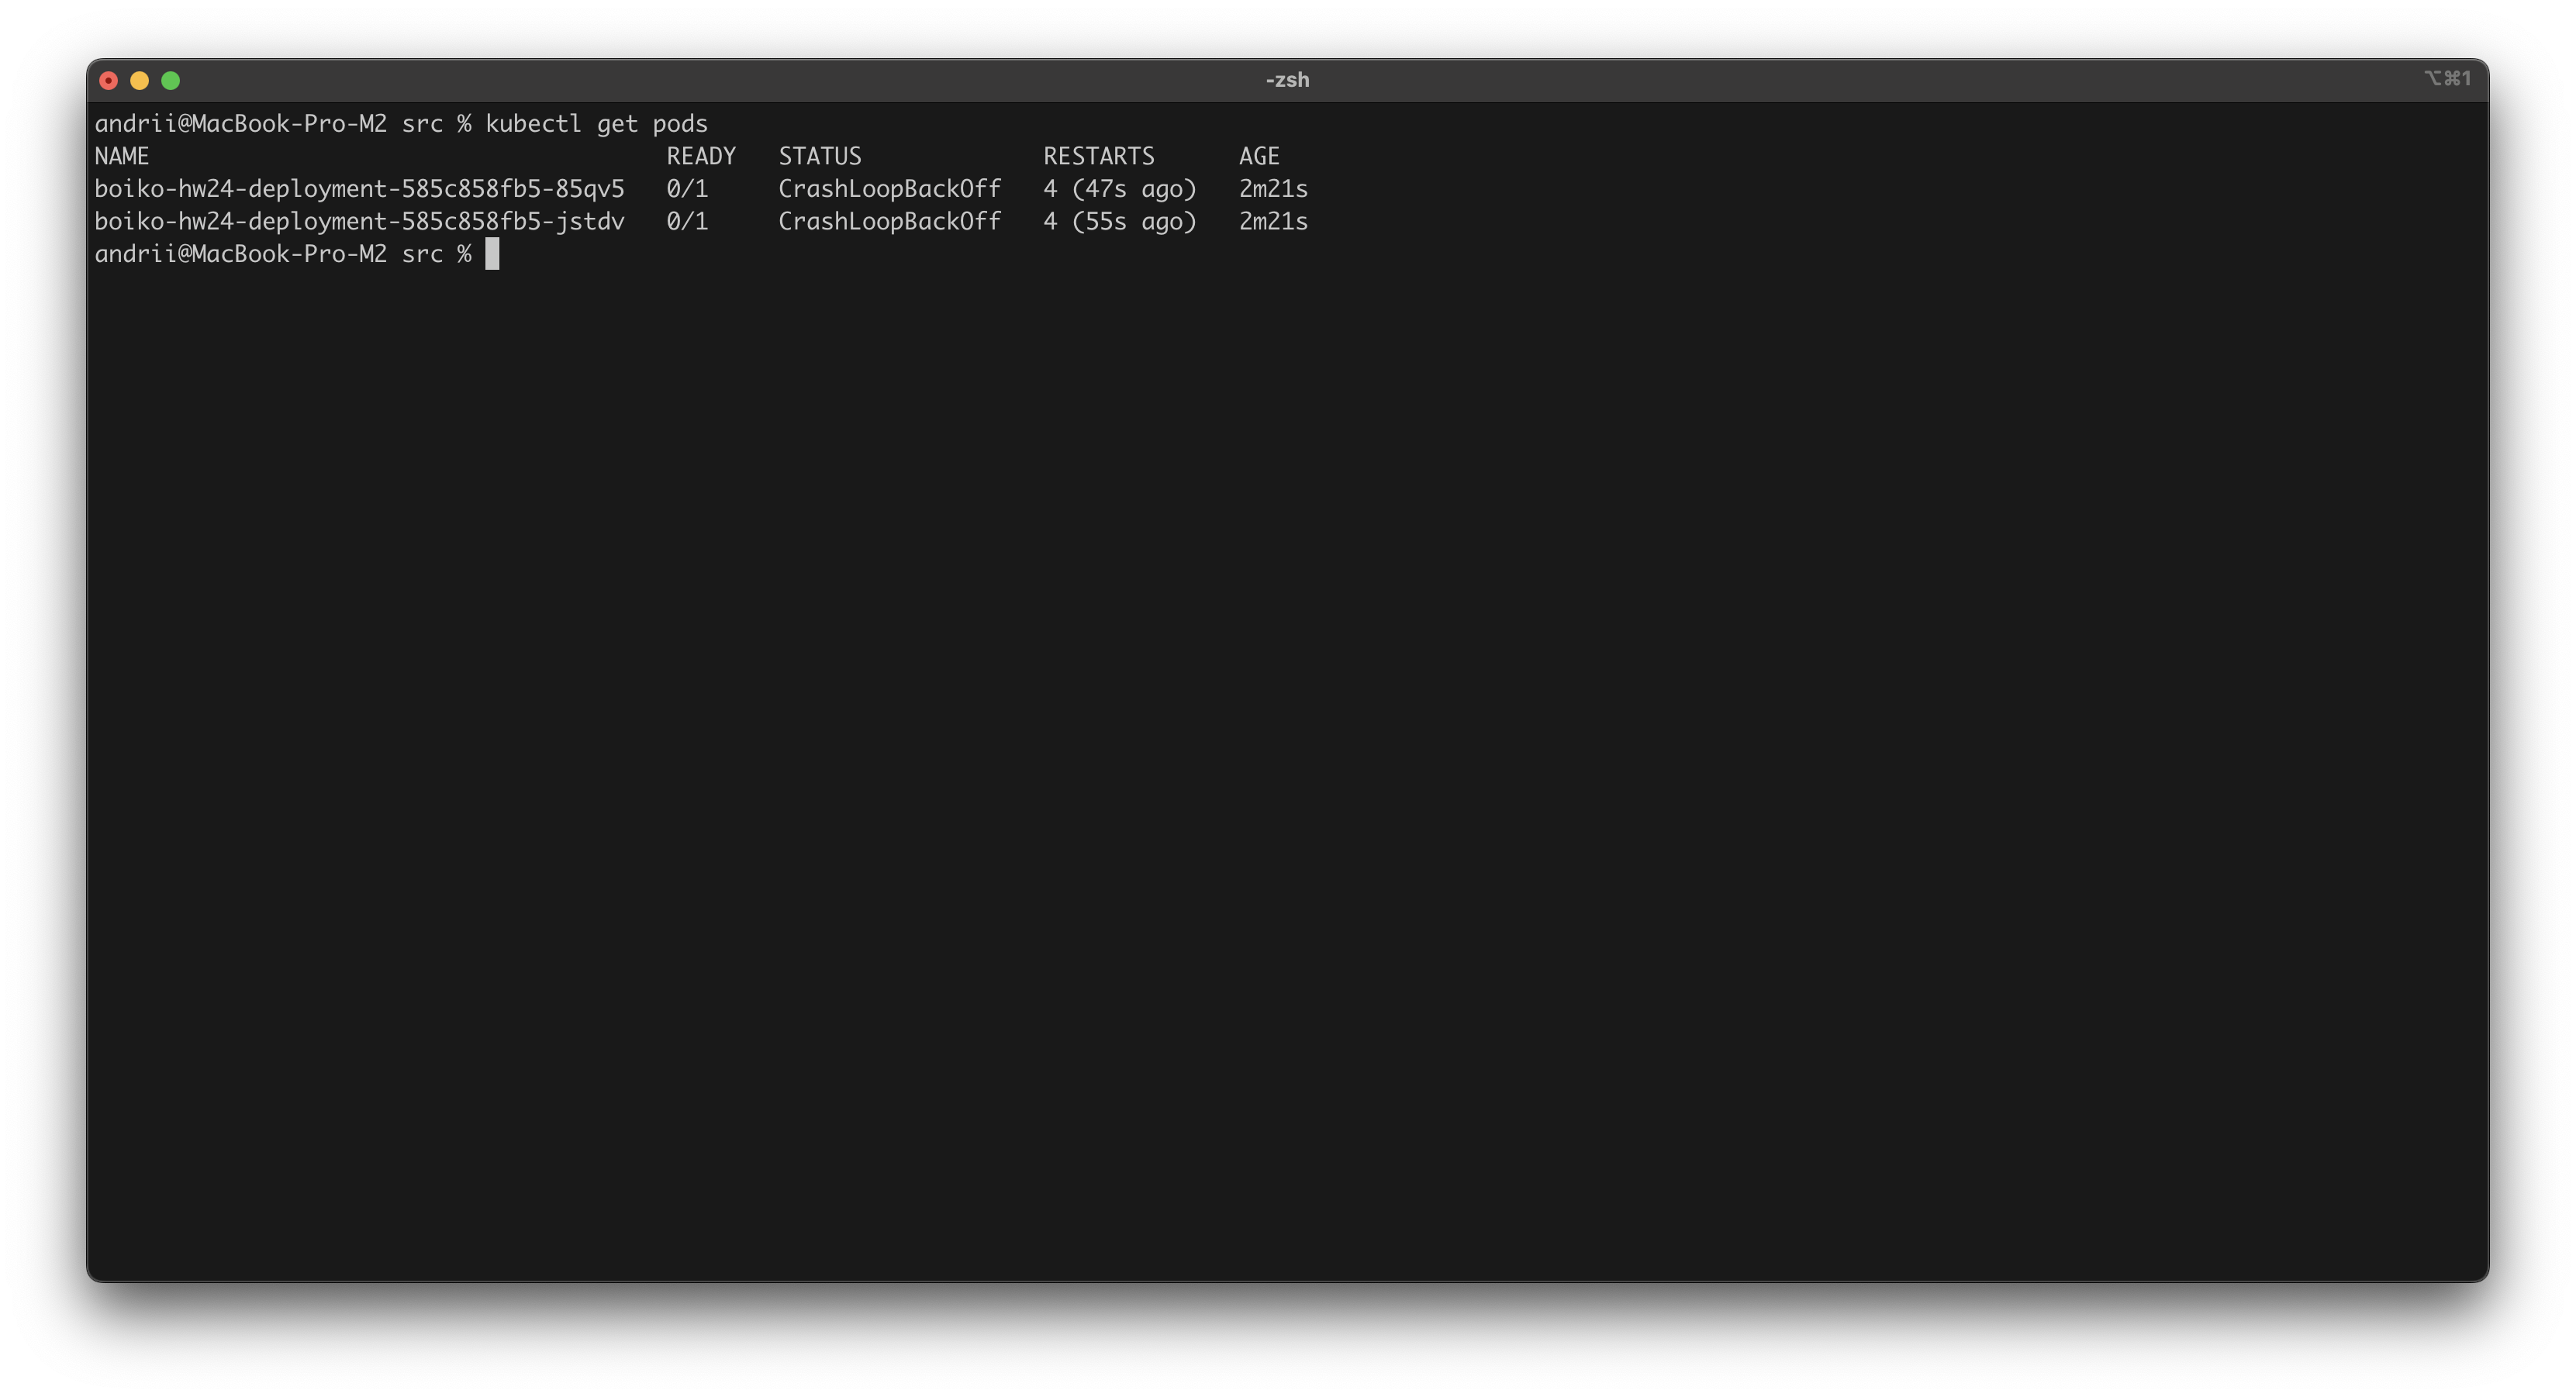 -zsh
⌥⌘1
andrii@MacBook-Pro-M2 src % kubectl get pods
NAME                                     READY   STATUS             RESTARTS      AGE
boiko-hw24-deployment-585c858fb5-85qv5   0/1     CrashLoopBackOff   4 (47s ago)   2m21s
boiko-hw24-deployment-585c858fb5-jstdv   0/1     CrashLoopBackOff   4 (55s ago)   2m21s
andrii@MacBook-Pro-M2 src %